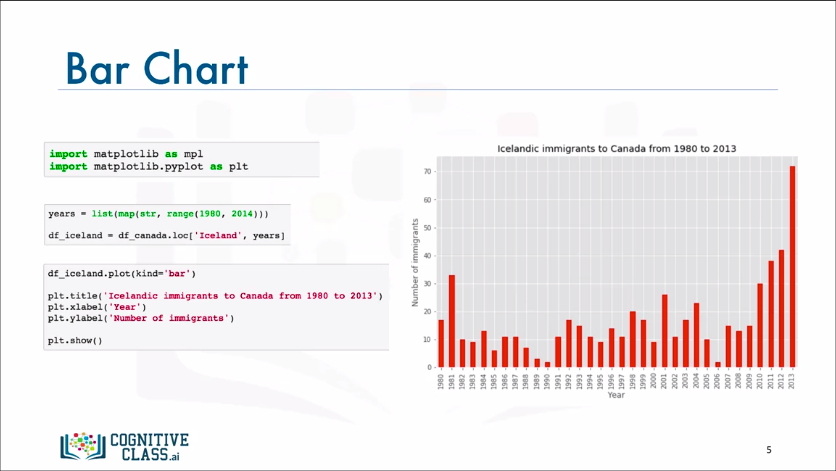 Bar Chart
import matplotlib as mpl
import matplotlib.pyplot as plt
years = list(map(str, range(1980, 2014)))
df_iceland = df_canada.loc['Iceland', years]
df_iceland.plot(kind='bar')
plt.title('Icelandic immigrants to Canada from 1980 to 2013')
plt.xlabel('Year')
plt.ylabel('Number of immigrants')
plt.show()
Icelandic immigrants to Canada from 1980 to 2013
Number of immigrants
70
60
50
40
30
20
10
0
1980 1981 1982 1983 1984 1985 1986 1987 1988 1989 1990 1991 1992 1993 1994 1995 1996 1997 1998 1999 2000 2001 2002 2003 2004 2005 2006 2007 2008 2009 2010 2011 2012 2013
Year
COGNITIVE
CLASS.ai
5